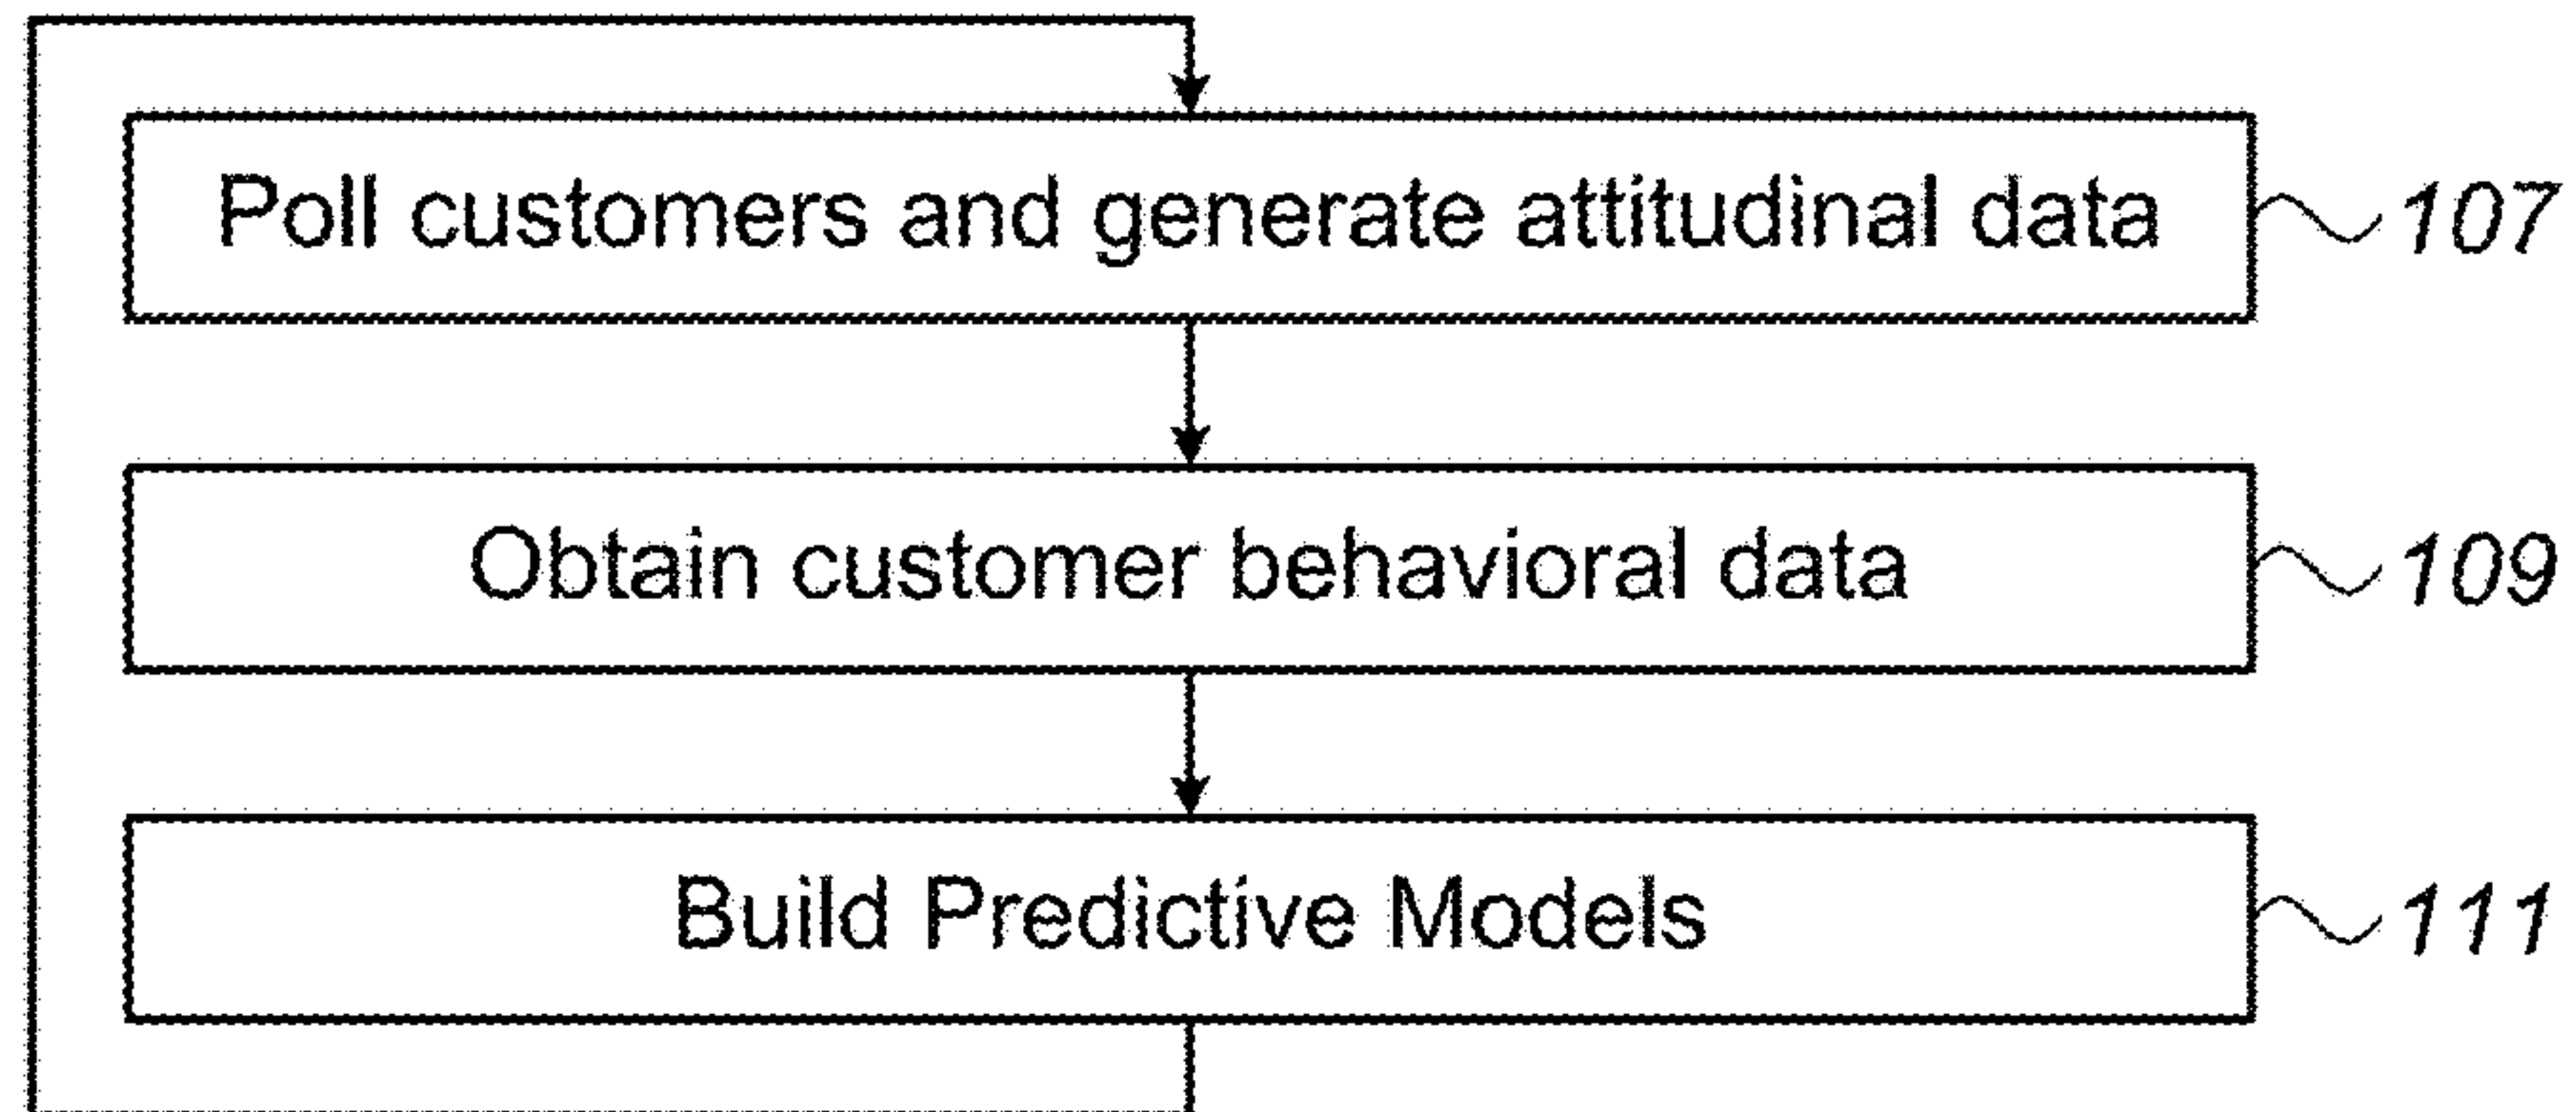 Poll customers and generate attitudinal data 107
Obtain customer behavioral data 109
Build Predictive Models 111